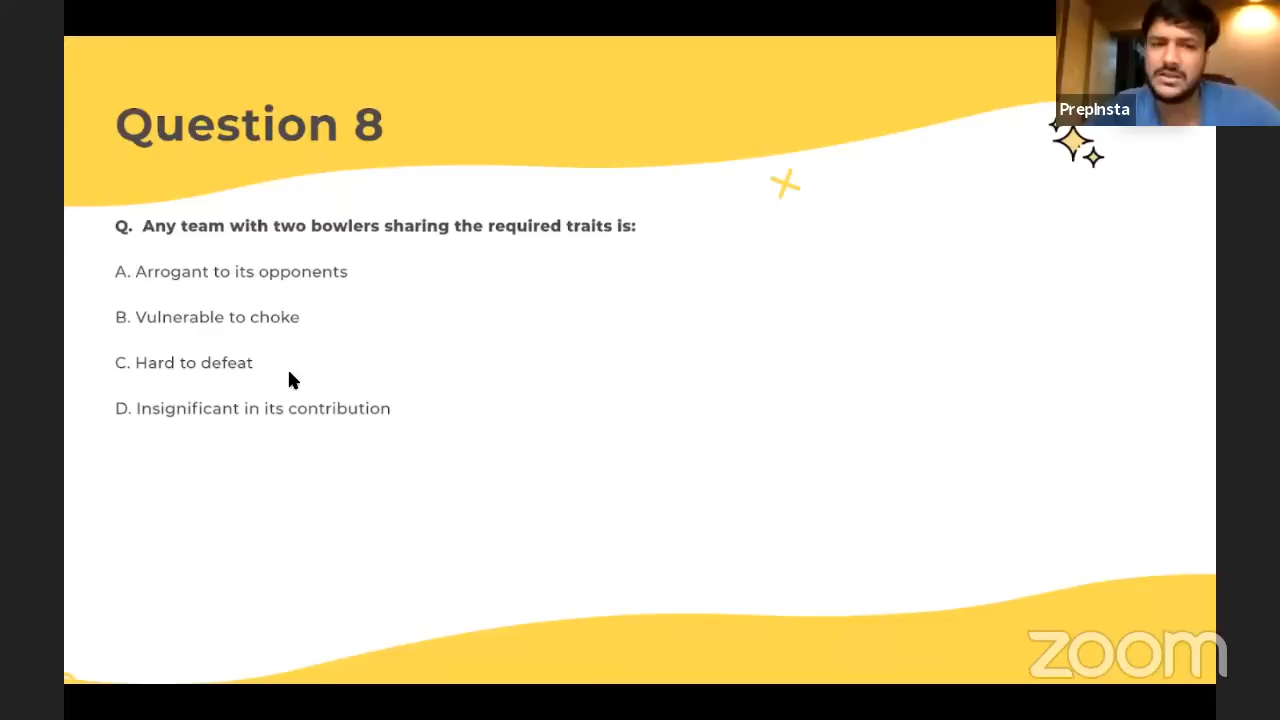 PrepInsta
Question 8
Q. Any team with two bowlers sharing the required traits is:
A. Arrogant to its opponents
B. Vulnerable to choke
C. Hard to defeat
D. Insignificant in its contribution
zoom